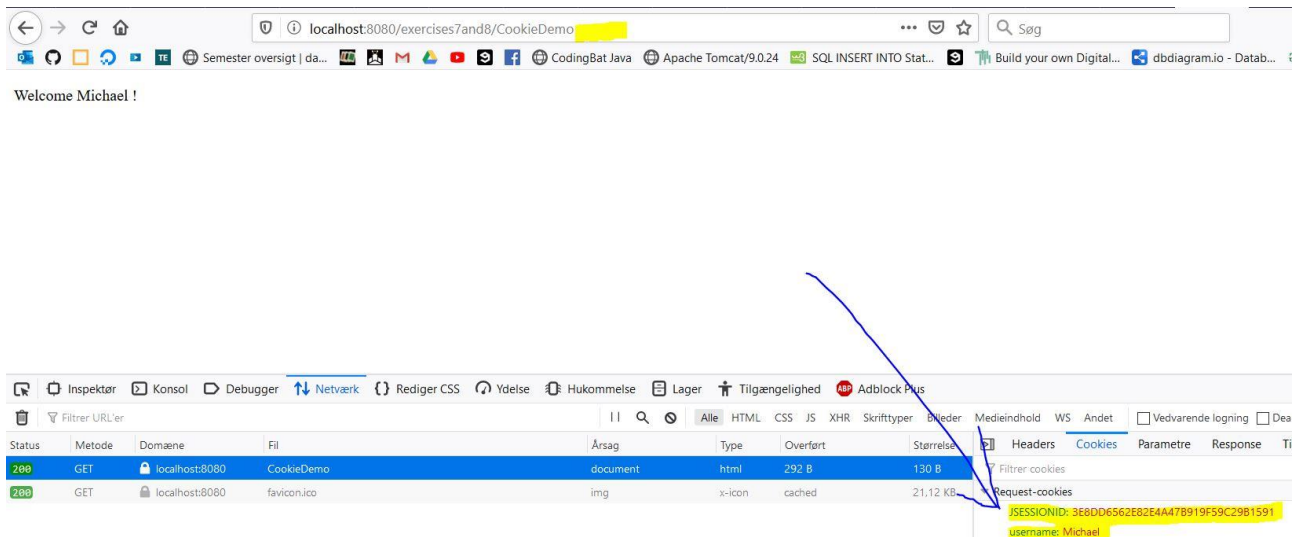 localhost:8080/exercises7and8/CookieDemo
Søg
TE Semester oversigt | da... CodingBat Java Apache Tomcat/9.0.24 SQL INSERT INTO Stat... Build your own Digital... dbdiagram.io - Datab...
Welcome Michael !
Inspektør Konsol Debugger Netværk Rediger CSS Ydelse Hukommelse Lager Tilgængelighed ABP Adblock Plus
Filtrer URL'er Alle HTML CSS JS XHR Skrifttyper Billeder Medieindhold WS Andet Vedvarende logning Dea
Status Metode Domæne Fil Årsag Type Overført Størrelse Headers Cookies Parametre Response Ti
200 GET localhost:8080 CookieDemo document html 292 B 130 B Filtrer cookies
200 GET localhost:8080 favicon.ico img x-icon cached 21,12 KB Request-cookies
JSESSIONID: 3E8DD6562E82E4A47B919F59C29B1591
username: Michael